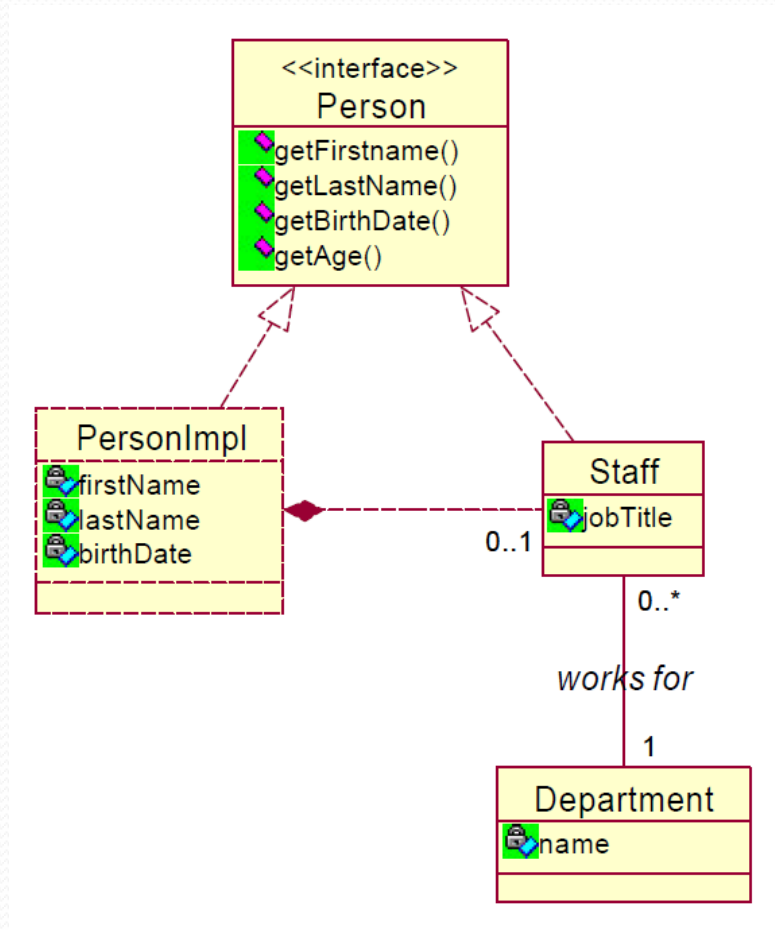 <<interface>>
Person
getFirstname()
getLastName()
getBirthDate()
getAge()
PersonImpl
firstName
lastName
birthDate
Staff
jobTitle
0..1
0..*
works for
1
Department
name